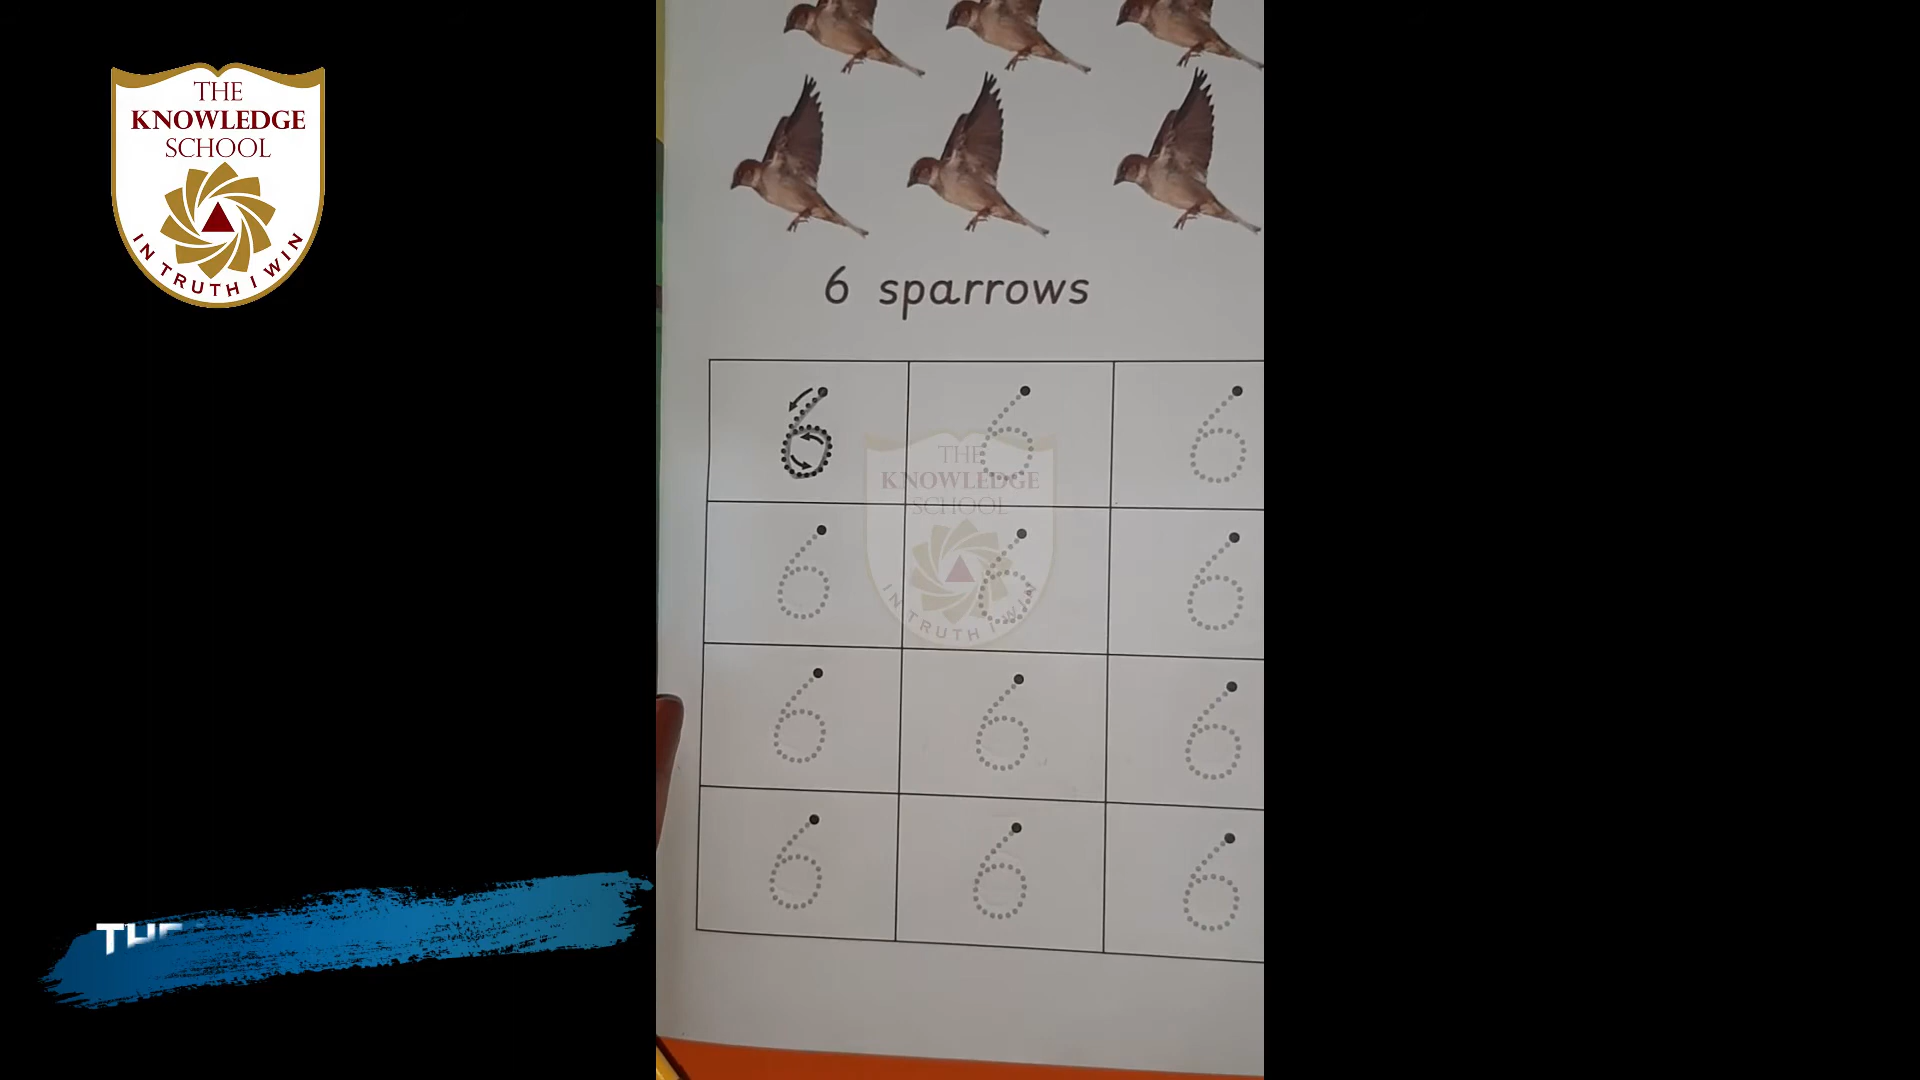 THE
KNOWLEDGE
SCHOOL
IN TRUTH I WIN
6 sparrows
6 6 6
THE
KNOWLEDGE
SCHOOL
IN TRUTH I WIN
6 6 6
6 6 6
6 6 6
THE